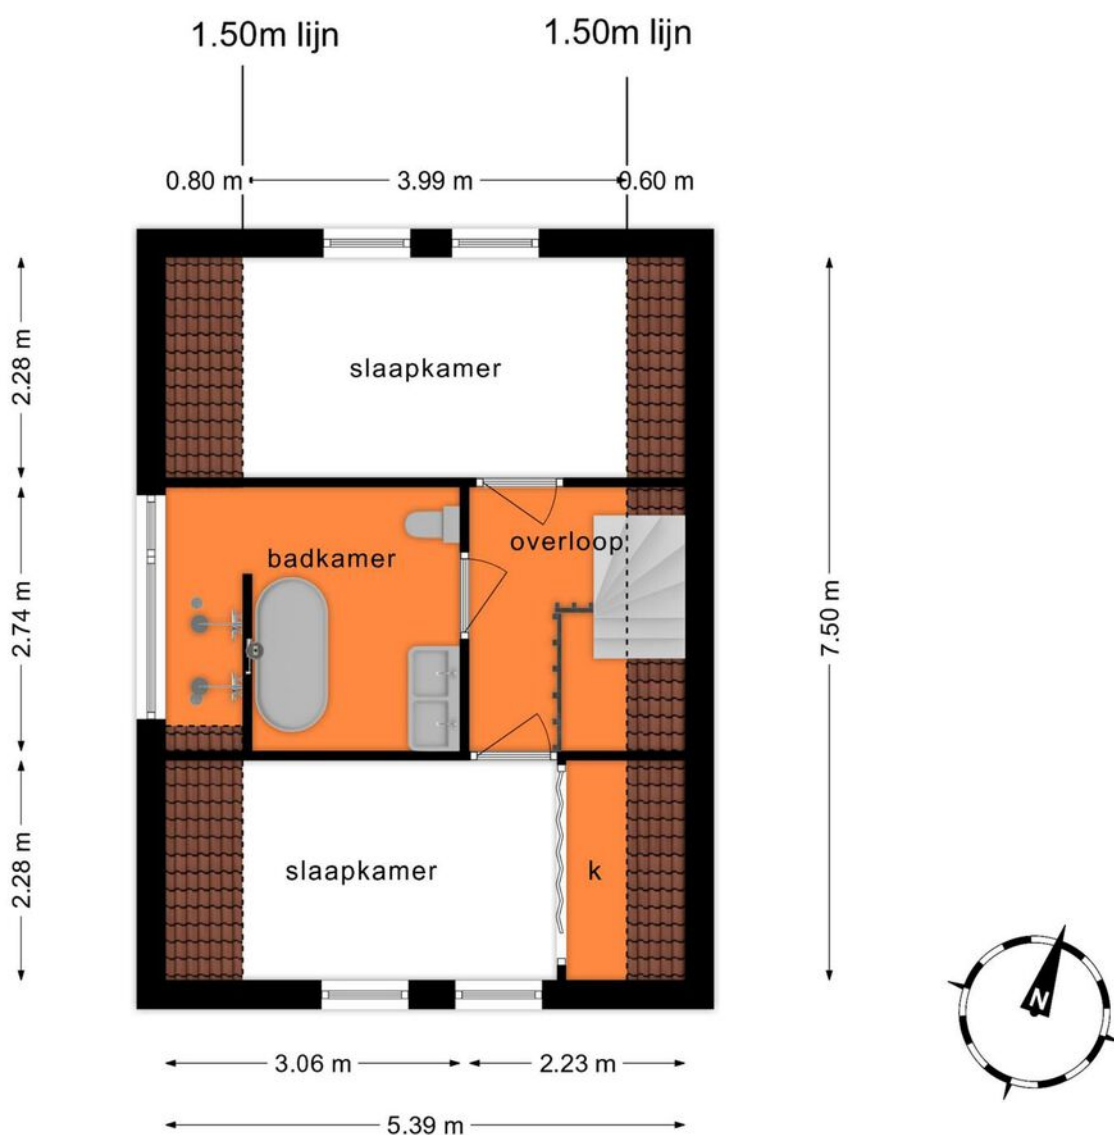 1.50m lijn
1.50m lijn
0.80 m
3.99 m
0.60 m
2.28 m
slaapkamer
overloop
badkamer
2.74 m
7.50 m
2.28 m
slaapkamer
k
N
3.06 m
2.23 m
5.39 m